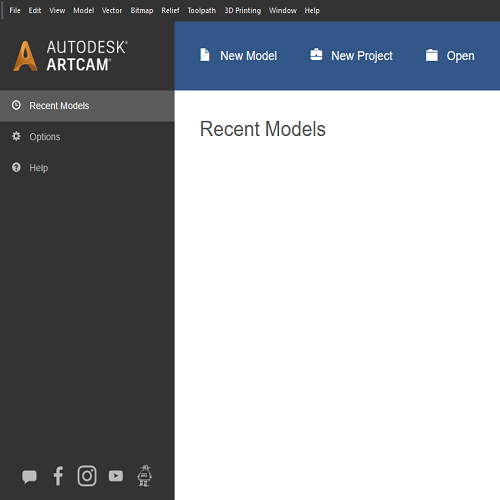 File Edit View Model Vector Bitmap Relief Toolpath 3D Printing Window Help
AUTODESK®
ARTCAM®
New Model New Project Open
Recent Models
Options
Help
Recent Models